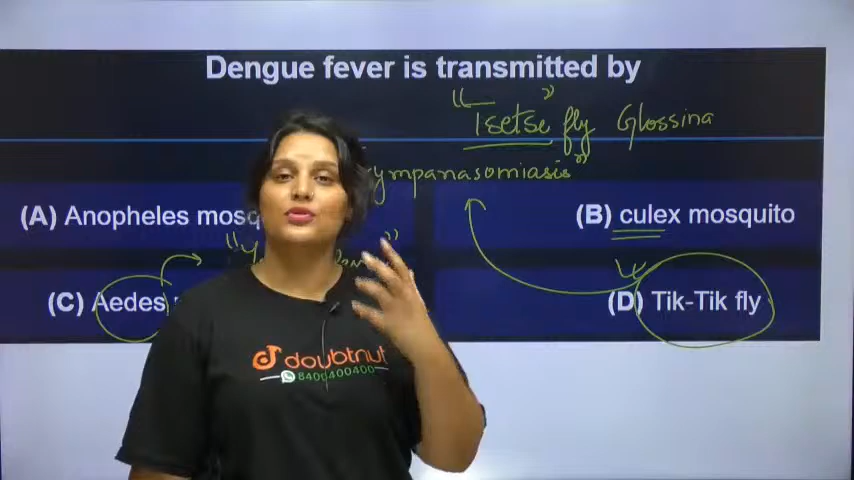 Dengue fever is transmitted by
"Tsetse" fly Glossina
ympanasomiasis"
(A) Anopheles mosq
(B) culex mosquito
(C) Aedes
(D) Tik-Tik fly
doubtnut
8400400400